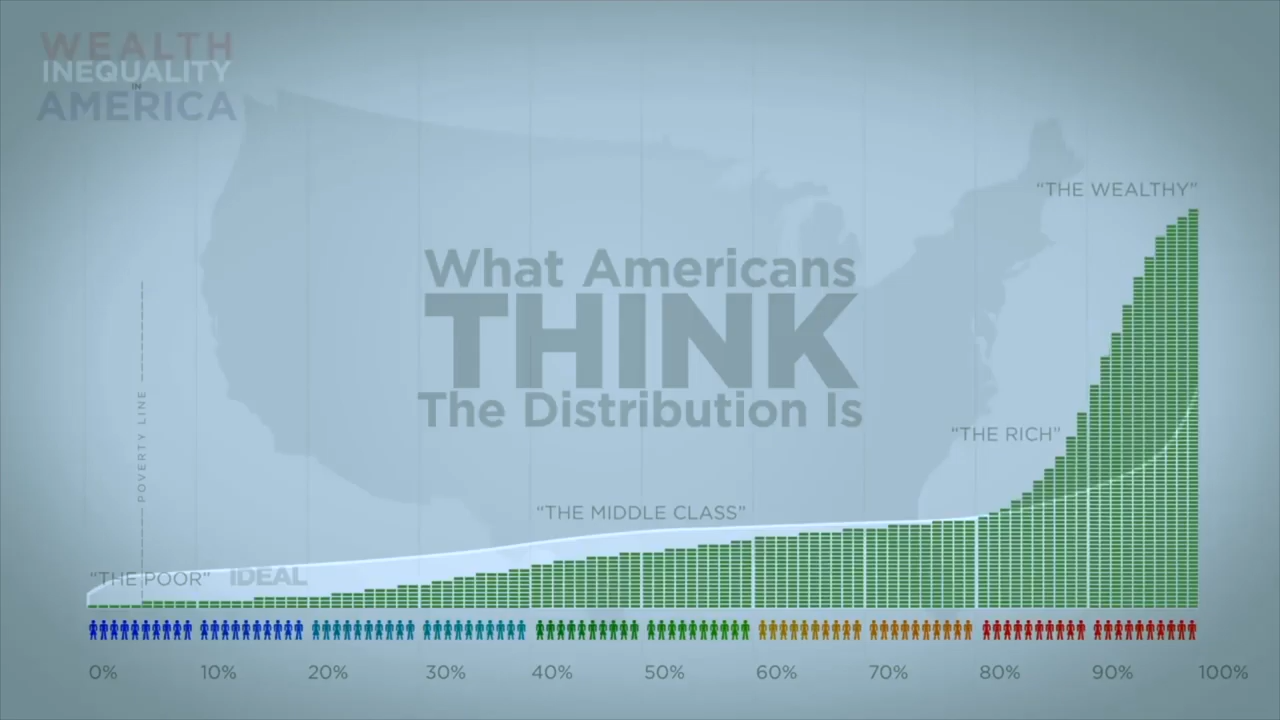 WEALTH
INEQUALITY
IN
AMERICA
"THE WEALTHY"
What Americans
THINK
The Distribution Is
POVERTY LINE
"THE RICH"
"THE MIDDLE CLASS"
"THE POOR" IDEAL
0% 10% 20% 30% 40% 50% 60% 70% 80% 90% 100%